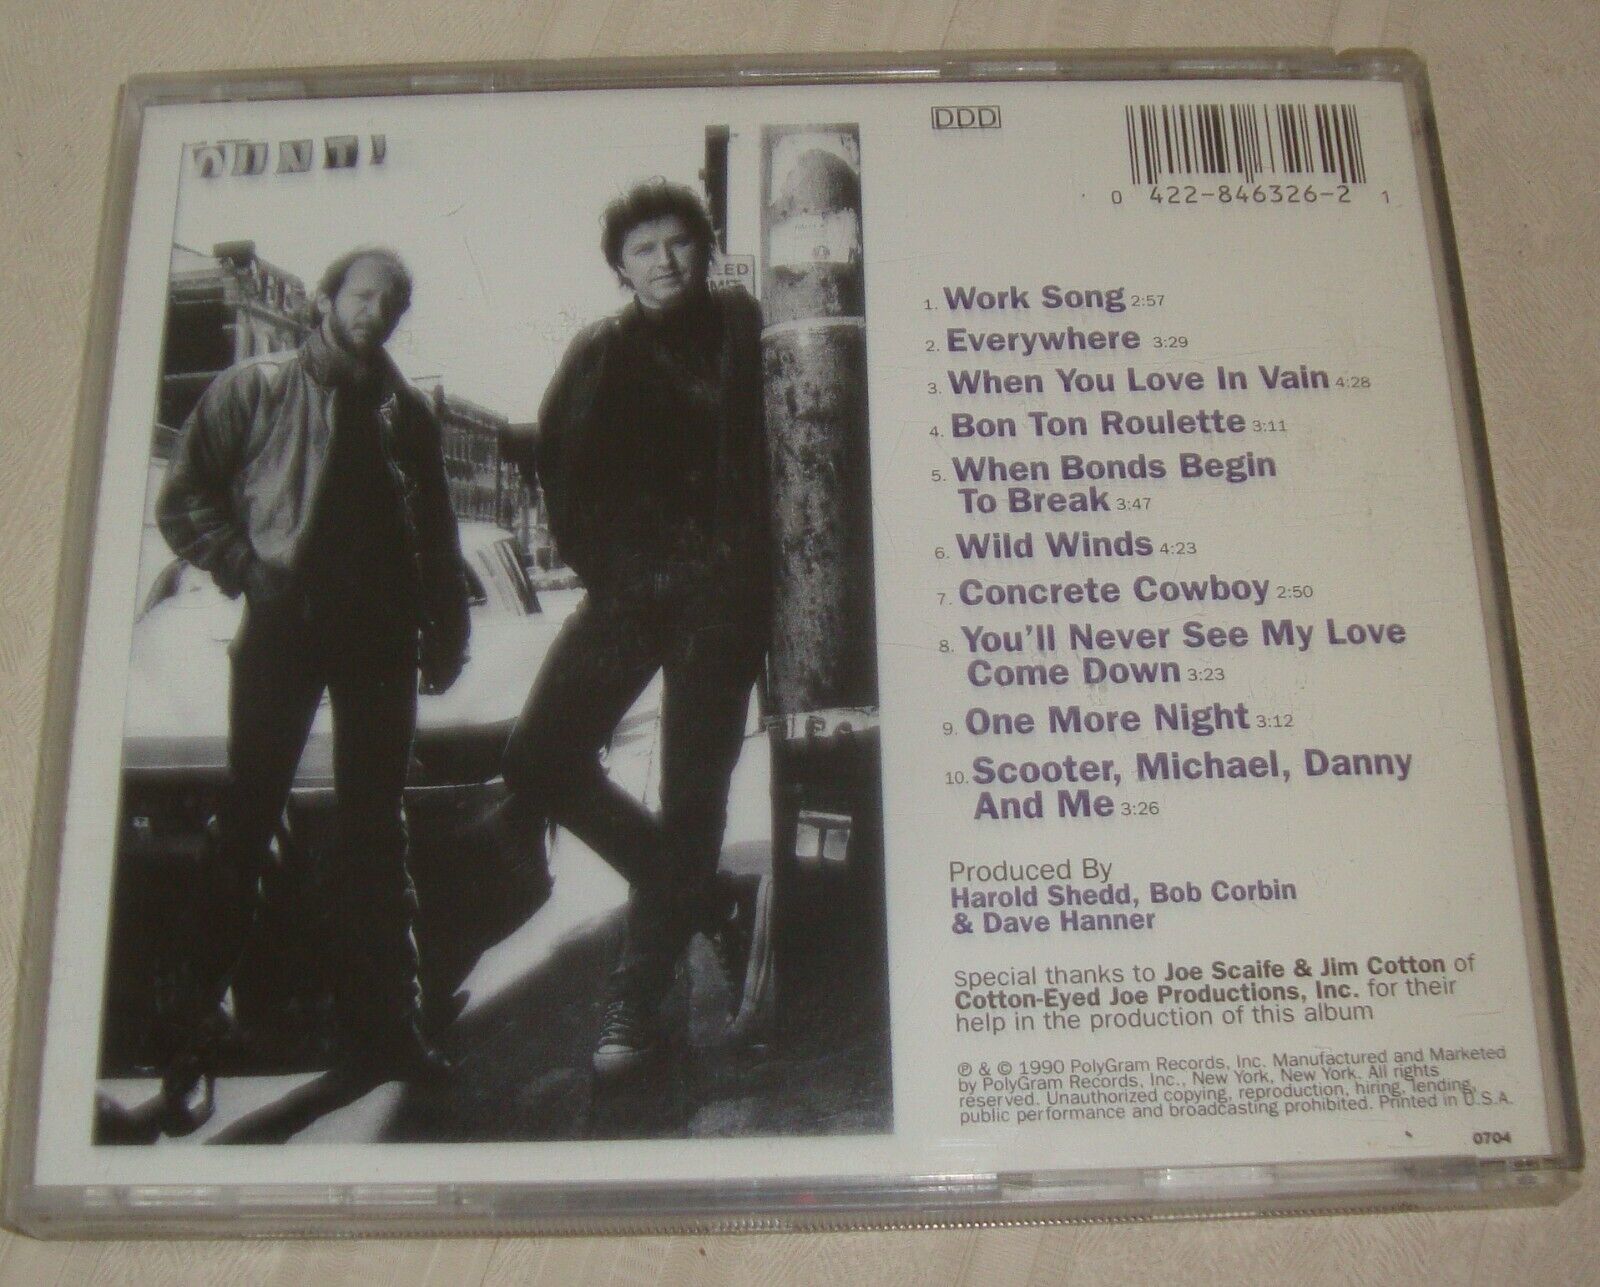 DDD
0 422-846326-2 1
LED
1. Work Song 2:57
2. Everywhere 3:29
3. When You Love In Vain 4:28
4. Bon Ton Roulette 3:11
5. When Bonds Begin
To Break 3:47
6. Wild Winds 4:23
7. Concrete Cowboy 2:50
8. You'll Never See My Love
Come Down 3:23
9. One More Night 3:12
10. Scooter, Michael, Danny
And Me 3:26
Produced By
Harold Shedd, Bob Corbin
& Dave Hanner
Special thanks to Joe Scaife & Jim Cotton of
Cotton-Eyed Joe Productions, Inc. for their
help in the production of this album
℗ & © 1990 PolyGram Records, Inc. Manufactured and Marketed
by PolyGram Records, Inc., New York, New York. All rights
reserved. Unauthorized copying, reproduction, hiring, lending,
public performance and broadcasting prohibited. Printed in U.S.A.
0704